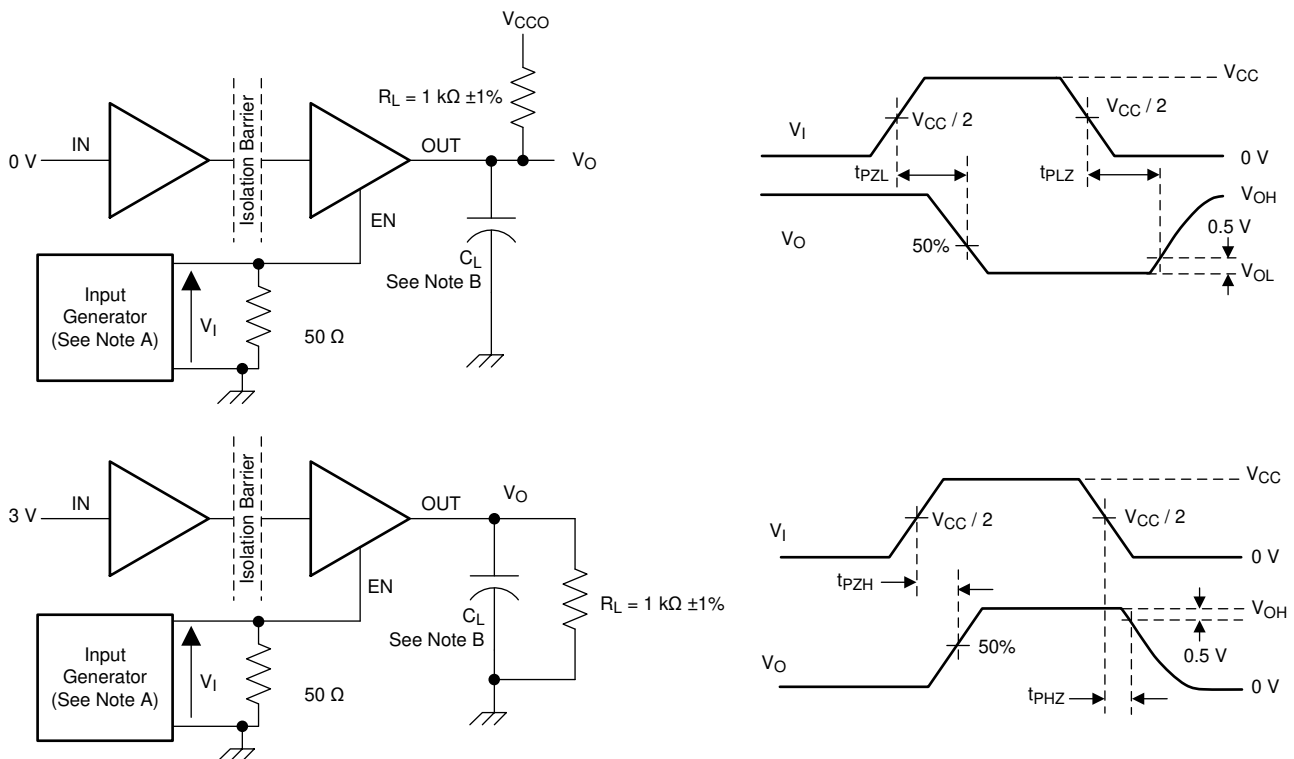 VCCO
RL = 1 kΩ ±1%
0 V
IN
Isolation Barrier
OUT
VO
EN
CL
See Note B
Input
Generator
(See Note A)
VI
50 Ω
VI
VCC
VCC / 2
VCC / 2
0 V
tPZL
tPLZ
VO
VOH
0.5 V
50%
VOL
3 V
IN
Isolation Barrier
OUT
VO
EN
CL
See Note B
RL = 1 kΩ ±1%
Input
Generator
(See Note A)
VI
50 Ω
VI
VCC
VCC / 2
VCC / 2
0 V
tPZH
VOH
0.5 V
VO
50%
tPHZ
0 V